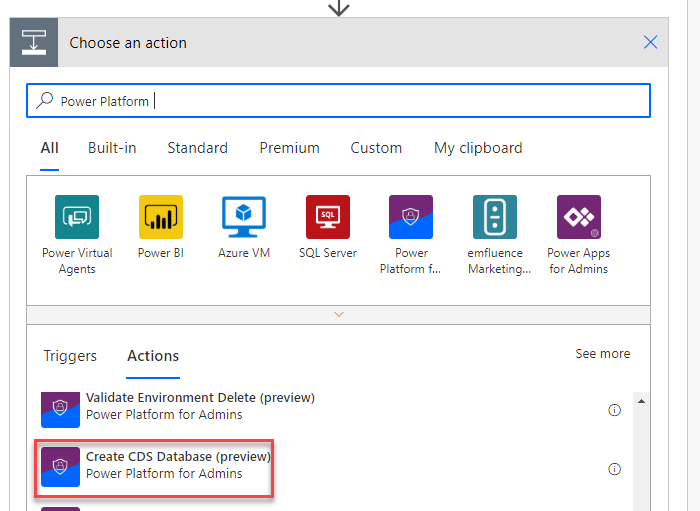 Choose an action
Power Platform
All Built-in Standard Premium Custom My clipboard
Power Virtual Agents
Power BI
Azure VM
SQL
SQL Server
Power Platform f...
emfluence Marketing...
Power Apps for Admins
Triggers Actions See more
Validate Environment Delete (preview)
Power Platform for Admins
Create CDS Database (preview)
Power Platform for Admins